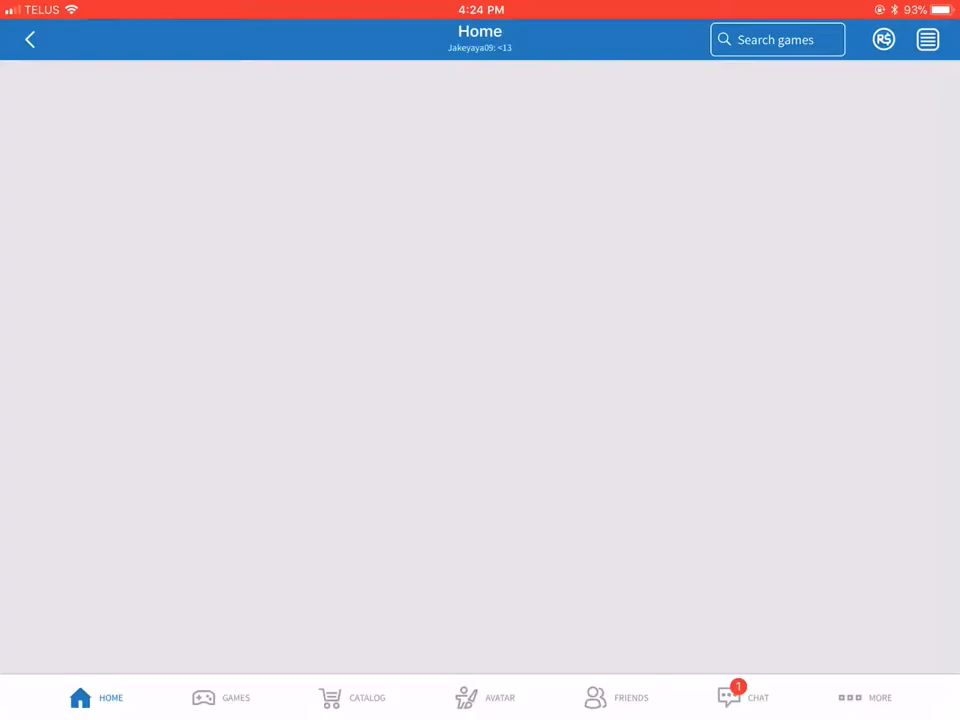 TELUS 4:24 PM 93%
Home
Jakeyaya09: <13
Search games
R$
HOME GAMES CATALOG AVATAR FRIENDS 1 CHAT MORE